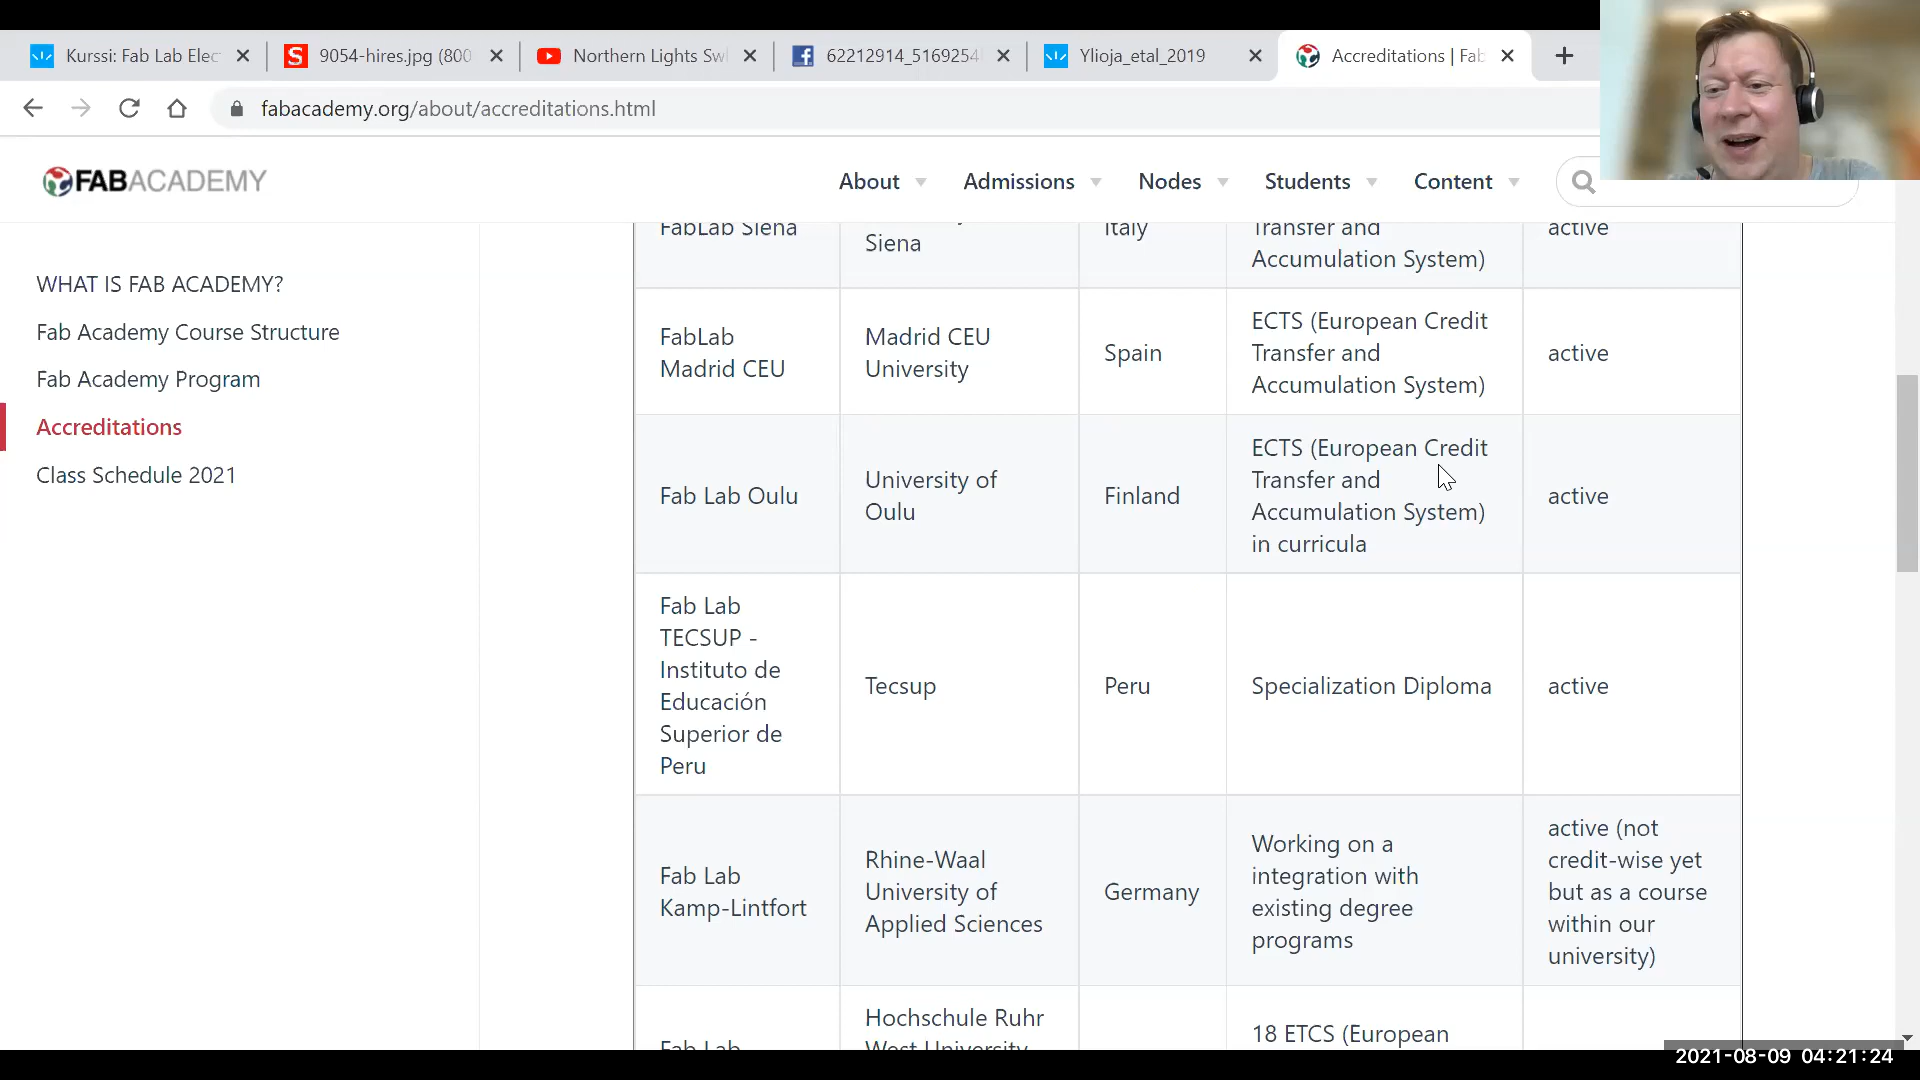 Kurssi: Fab Lab Elec
9054-hires.jpg (800
Northern Lights Sw
62212914_5169254
Ylioja_etal_2019
Accreditations | Fab
fabacademy.org/about/accreditations.html
FABACADEMY
About
Admissions
Nodes
Students
Content
WHAT IS FAB ACADEMY?
Fab Academy Course Structure
Fab Academy Program
Accreditations
Class Schedule 2021
FabLab Siena
Siena
Italy
Transfer and
Accumulation System)
active
FabLab
Madrid CEU
Madrid CEU
University
Spain
ECTS (European Credit
Transfer and
Accumulation System)
active
Fab Lab Oulu
University of
Oulu
Finland
ECTS (European Credit
Transfer and
Accumulation System)
in curricula
active
Fab Lab
TECSUP -
Instituto de
Educación
Superior de
Peru
Tecsup
Peru
Specialization Diploma
active
Fab Lab
Kamp-Lintfort
Rhine-Waal
University of
Applied Sciences
Germany
Working on a
integration with
existing degree
programs
active (not
credit-wise yet
but as a course
within our
university)
Fab Lab
Hochschule Ruhr
West University
18 ETCS (European
2021-08-09 04:21:24